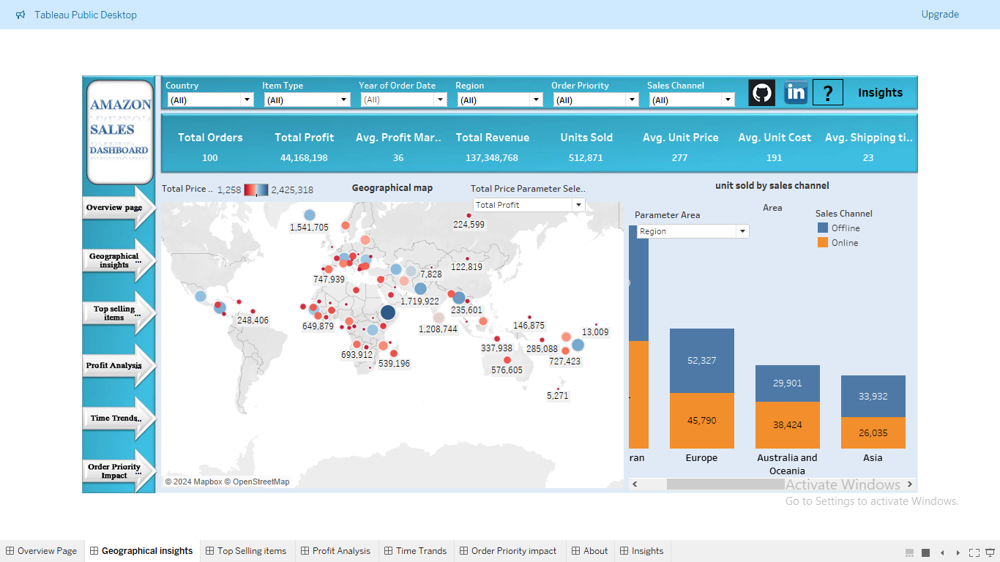 Tableau Public Desktop
Upgrade
AMAZON
SALES
DASHBOARD
Country
Item Type
Year of Order Date
Region
Order Priority
Sales Channel
(All)
(All)
(All)
(All)
(All)
(All)
in
?
Insights
Total Orders
Total Profit
Avg. Profit Mar..
Total Revenue
Units Sold
Avg. Unit Price
Avg. Unit Cost
Avg. Shipping ti..
100
44,168,198
36
137,348,768
512,871
277
191
23
Overview page
Geographical
insights ...
Top selling
items ...
Profit Analysis
Time Trends..
Order Priority
Impact ...
Total Price ..
1,258
2,425,318
Geographical map
Total Price Parameter Sele..
Total Profit
1,541,705
224,599
122,819
7,828
747,939
1,719,922
235,601
248,406
649,879
1,208,744
146,875
13,009
693,912
539,196
337,938
285,088
727,423
576,605
5,271
© 2024 Mapbox © OpenStreetMap
unit sold by sales channel
Area
Parameter Area
Region
Sales Channel
Offline
Online
52,327
45,790
29,901
38,424
33,932
26,035
ran
Europe
Australia and
Oceania
Asia
Activate Windows
Go to Settings to activate Windows.
Overview Page
Geographical insights
Top Selling items
Profit Analysis
Time Trands
Order Priority impact
About
Insights